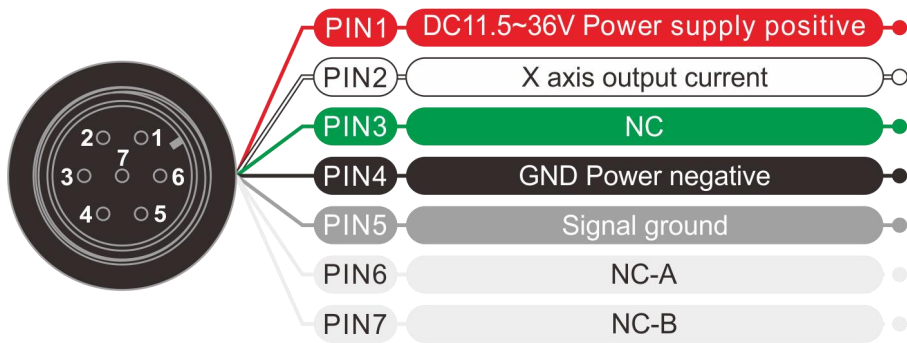 PIN1 DC11.5~36V Power supply positive
PIN2 X axis output current
2 1 PIN3 NC
7
3 6 PIN4 GND Power negative
4 5 PIN5 Signal ground
PIN6 NC-A
PIN7 NC-B